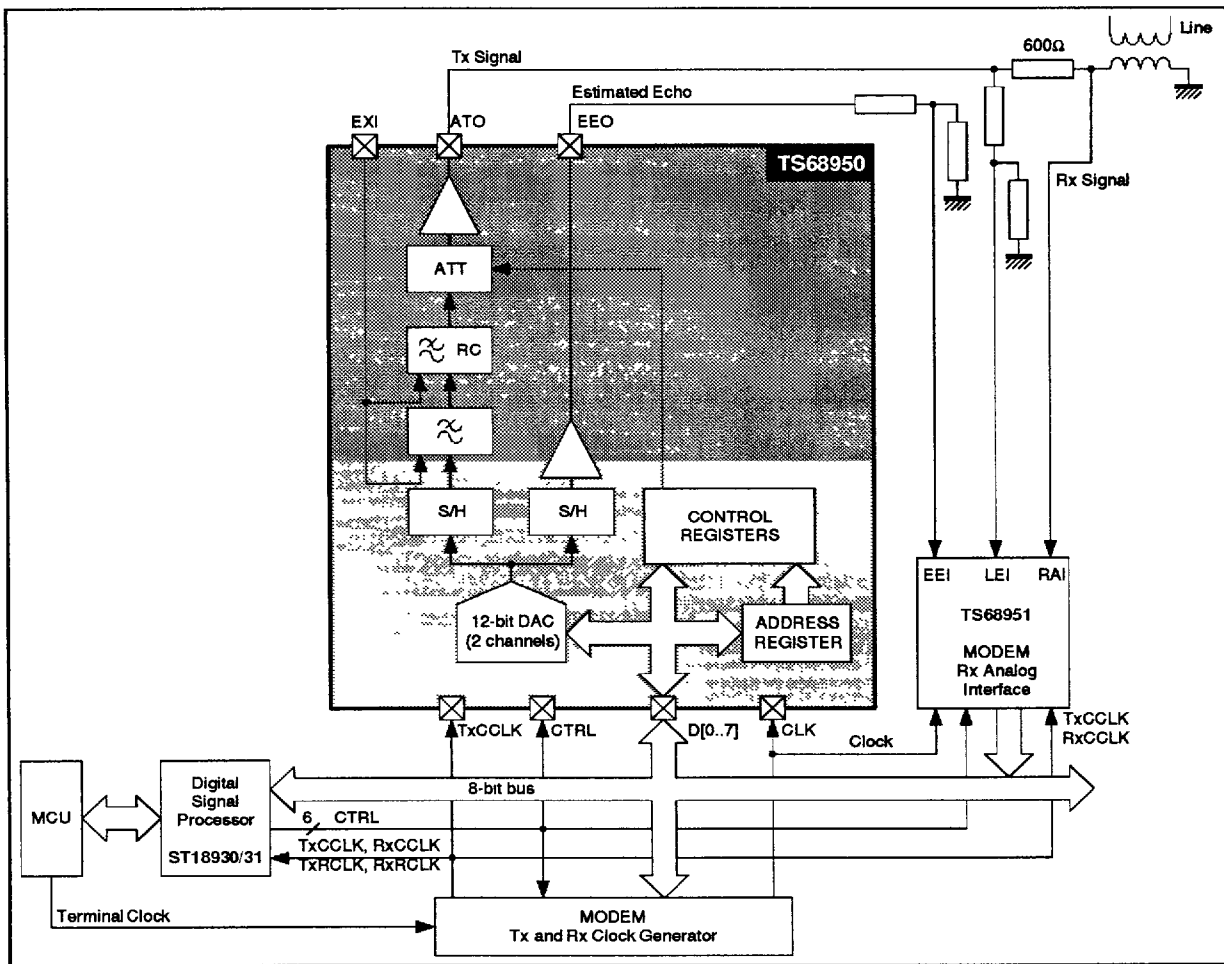 Line
600Ω
Tx Signal
Estimated Echo
EXI
ATO
EEO
TS68950
Rx Signal
ATT
RC
S/H
S/H
CONTROL
REGISTERS
12-bit DAC
(2 channels)
ADDRESS
REGISTER
EEI
LEI
RAI
TS68951
MODEM
Rx Analog
Interface
TxCCLK
CTRL
D[0..7]
CLK
Clock
TxCCLK
RxCCLK
MCU
Digital
Signal
Processor
ST18930/31
8-bit bus
6
CTRL
TxCCLK, RxCCLK
TxRCLK, RxRCLK
Terminal Clock
MODEM
Tx and Rx Clock Generator